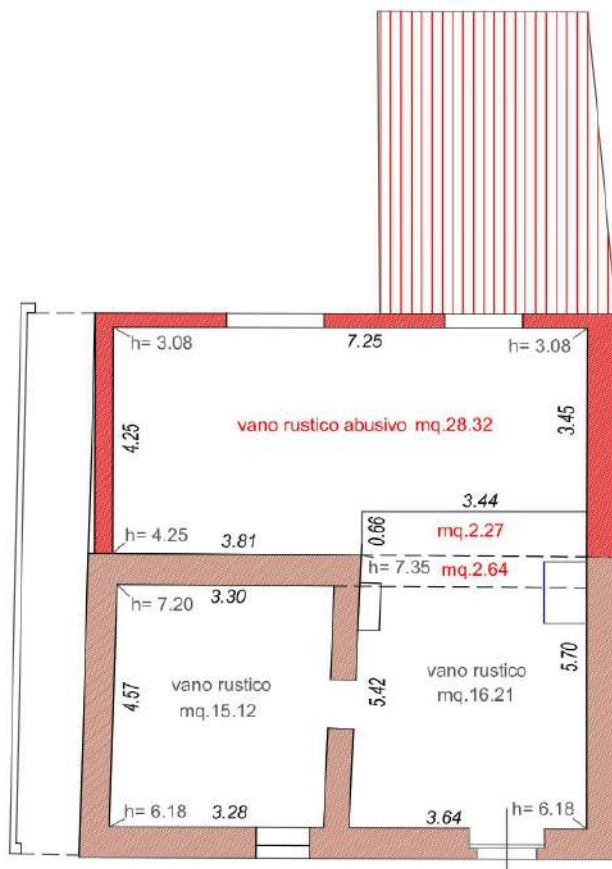 h= 3.08
7.25
h= 3.08
4.25
vano rustico abusivo mq.28.32
3.45
3.44
h= 4.25
3.81
0.66
mq.2.27
h= 7.35
mq.2.64
h= 7.20
3.30
4.57
vano rustico
mq.15.12
5.42
vano rustico
mq.16.21
5.70
h= 6.18
3.28
3.64
h= 6.18